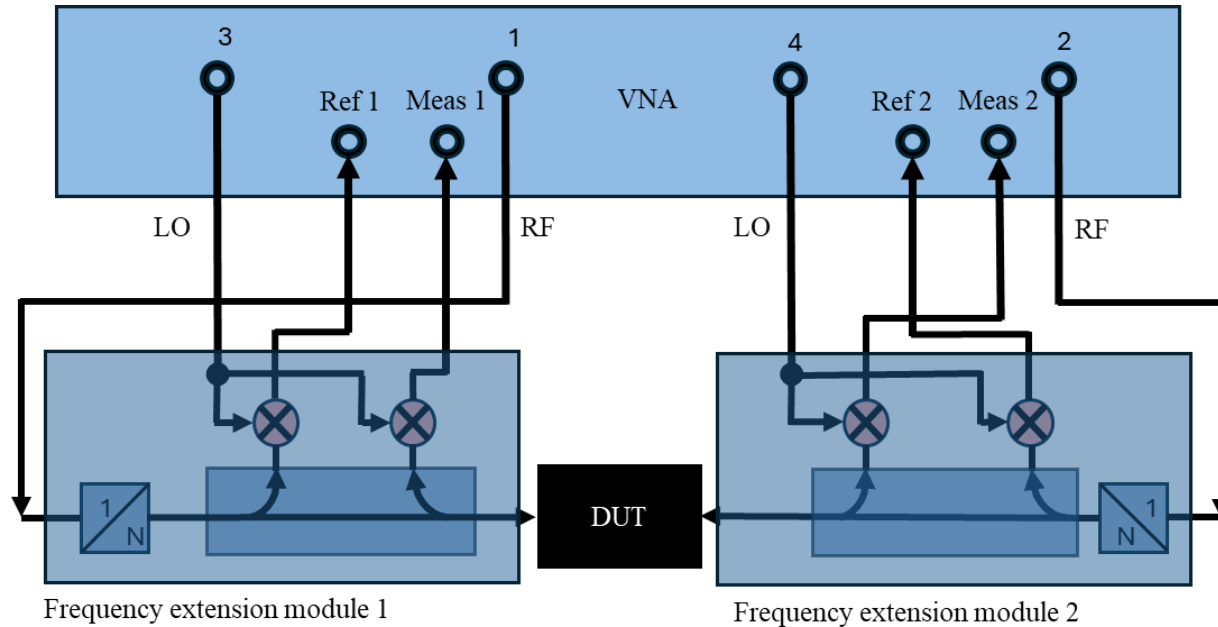 3
1
4
2
Ref 1
Meas 1
VNA
Ref 2
Meas 2
LO
RF
LO
RF
1
N
DUT
1
N
Frequency extension module 1
Frequency extension module 2